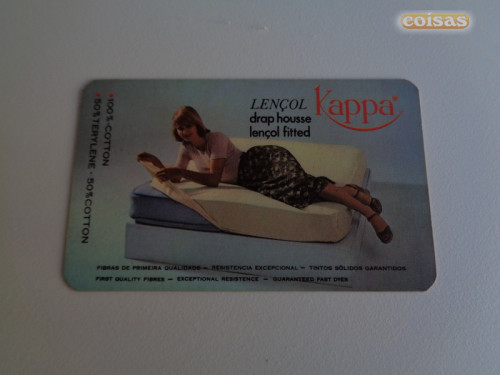 coisas
LENÇOL Kappa®
drap housse
lençol fitted
• 100% COTTON
• 50% TERYLENE - 50% COTTON
FIBRAS DE PRIMEIRA QUALIDADE — RESISTENCIA EXCEPCIONAL — TINTOS SÓLIDOS GARANTIDOS
FIRST QUALITY FIBRES — EXCEPTIONAL RESISTENCE — GUARANTEED FAST DYES